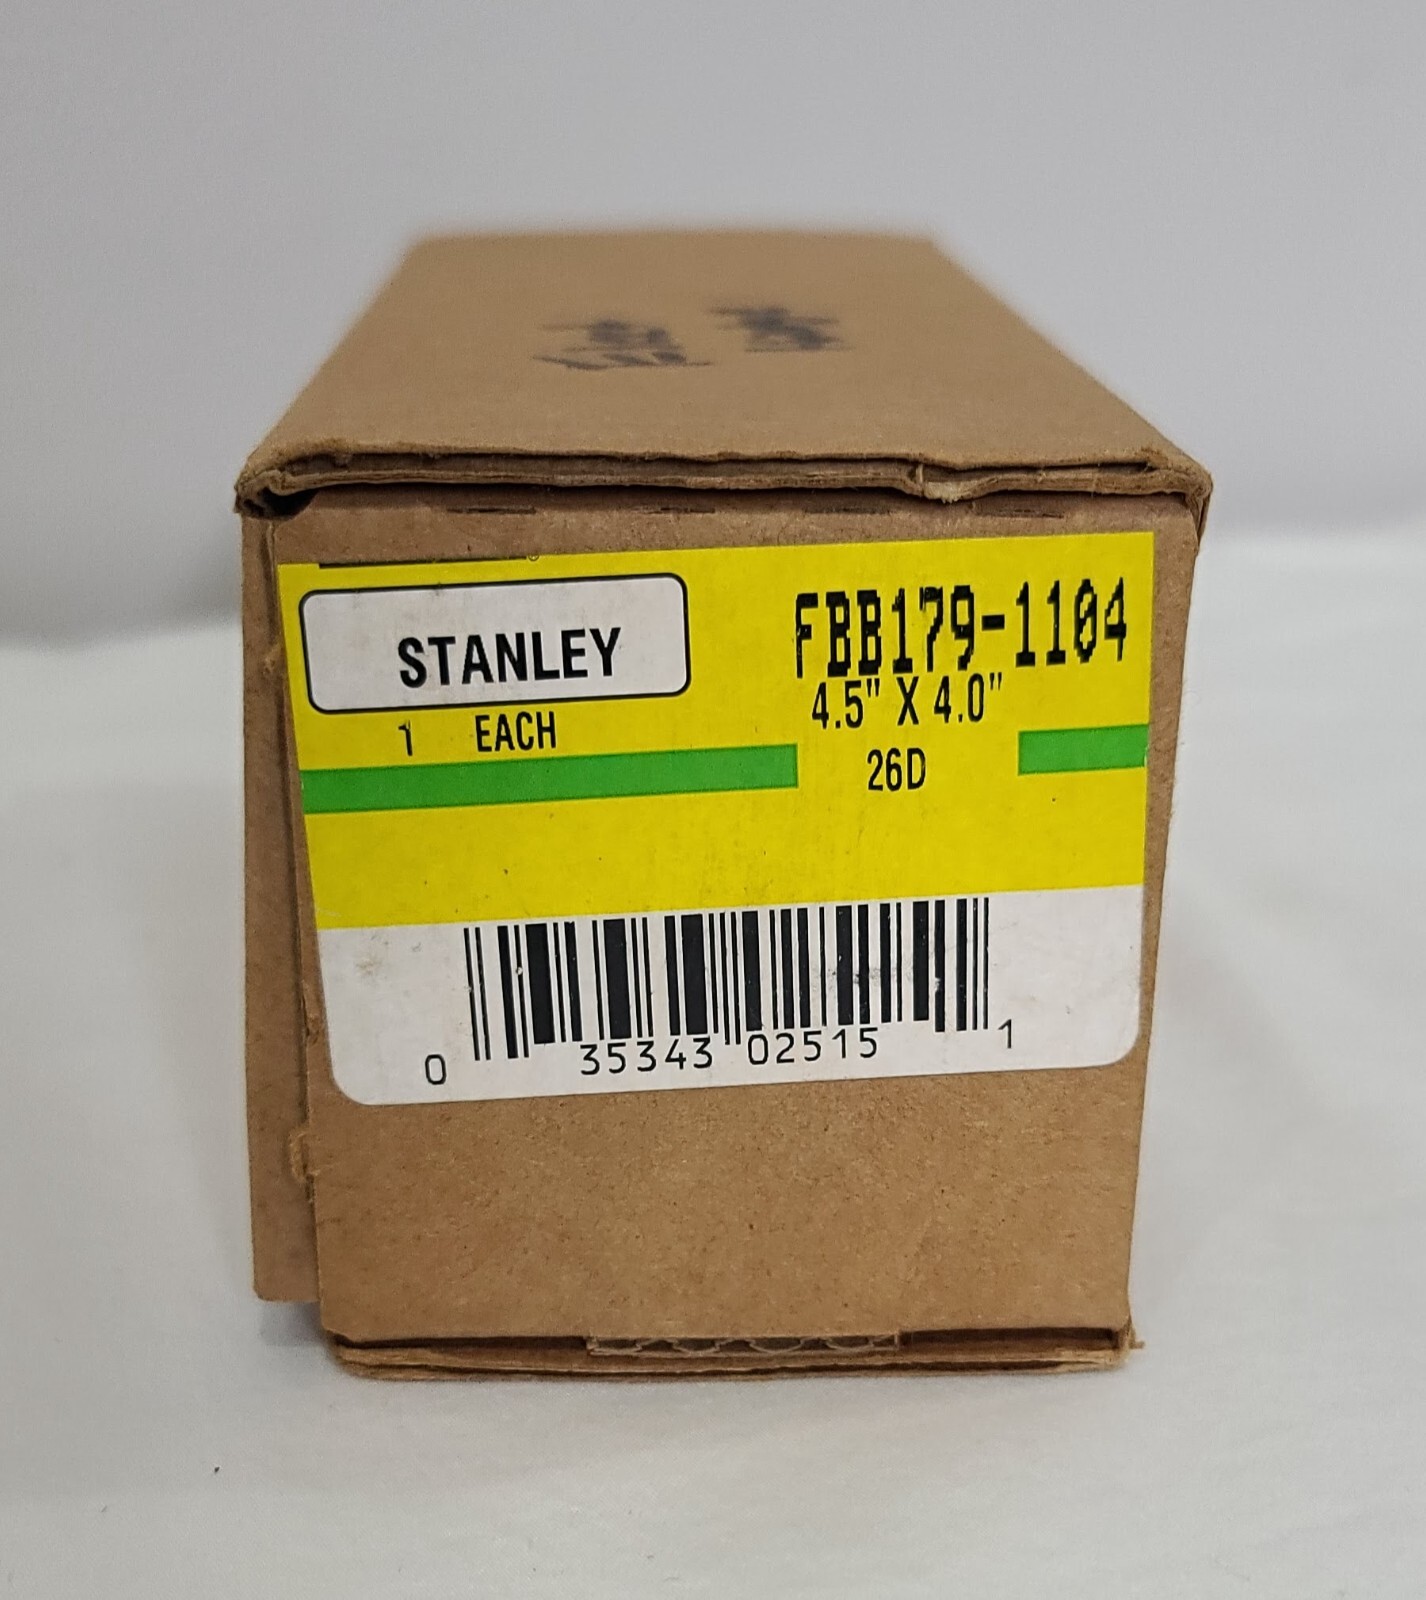 STANLEY
1 EACH
FBB179-1104
4.5" X 4.0"
26D
0 35343 02515 1